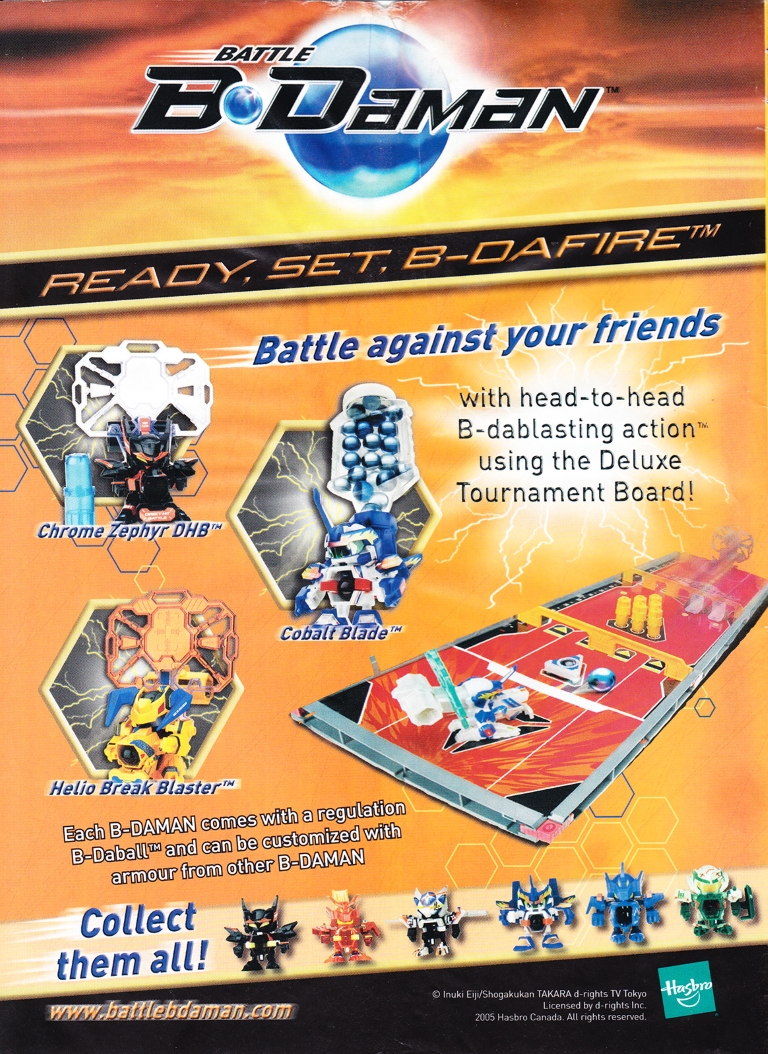 BATTLE
B-DAMAN™
READY, SET, B-DAFIRE™
Battle against your friends
with head-to-head
B-dablasting action™
using the Deluxe
Tournament Board!
Chrome Zephyr DHB™
Cobalt Blade™
Helio Break Blaster™
Each B-DAMAN comes with a regulation
B-Daball™ and can be customized with
armour from other B-DAMAN
Collect
them all!
www.battlebdaman.com
© Inuki Eiji/Shogakukan TAKARA d-rights TV Tokyo
Licensed by d-rights Inc.
2005 Hasbro Canada. All rights reserved.
Hasbro